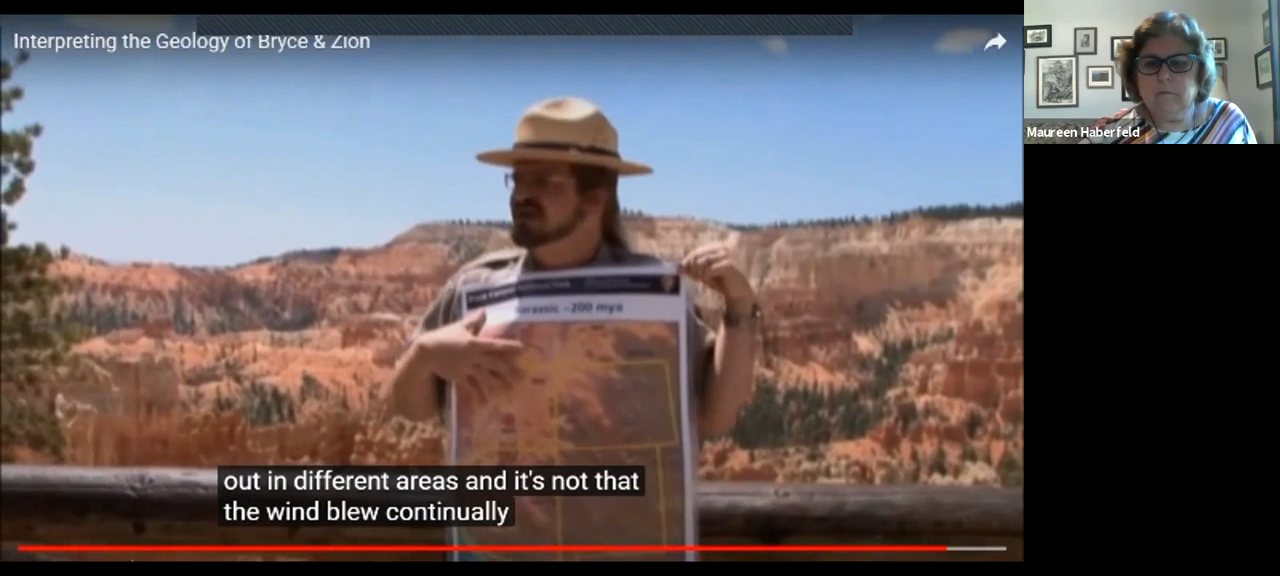 Interpreting the Geology of Bryce & Zion
Maureen Haberfeld
Jurassic ~200 mya
out in different areas and it's not that
the wind blew continually